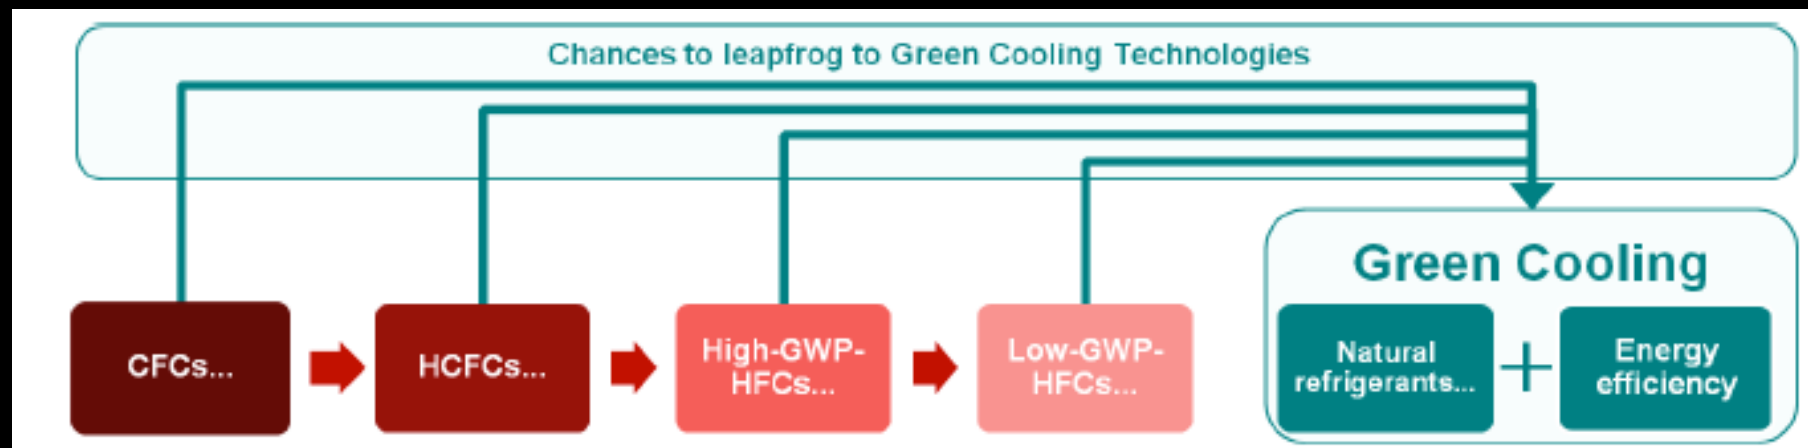 Chances to leapfrog to Green Cooling Technologies
Green Cooling
CFCs...
HCFCs...
High-GWP-
HFCs...
Low-GWP-
HFCs...
Natural
refrigerants...
+
Energy
efficiency